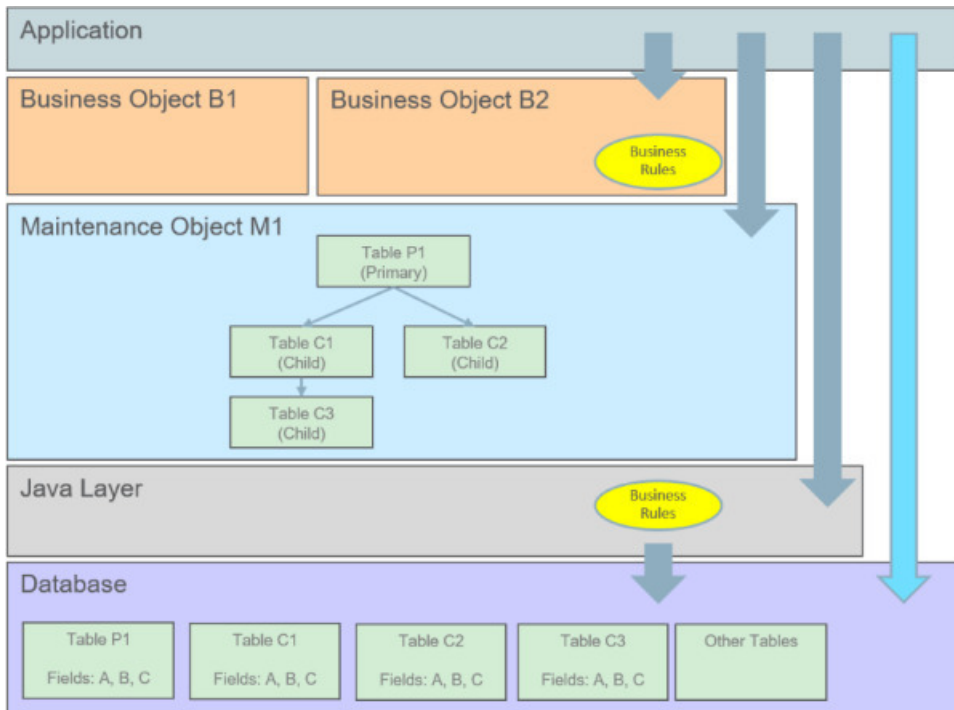 Application
Business Object B1
Business Object B2
Business
Rules
Maintenance Object M1
Table P1
(Primary)
Table C1
(Child)
Table C2
(Child)
Table C3
(Child)
Java Layer
Business
Rules
Database
Table P1
Fields: A, B, C
Table C1
Fields: A, B, C
Table C2
Fields: A, B, C
Table C3
Fields: A, B, C
Other Tables